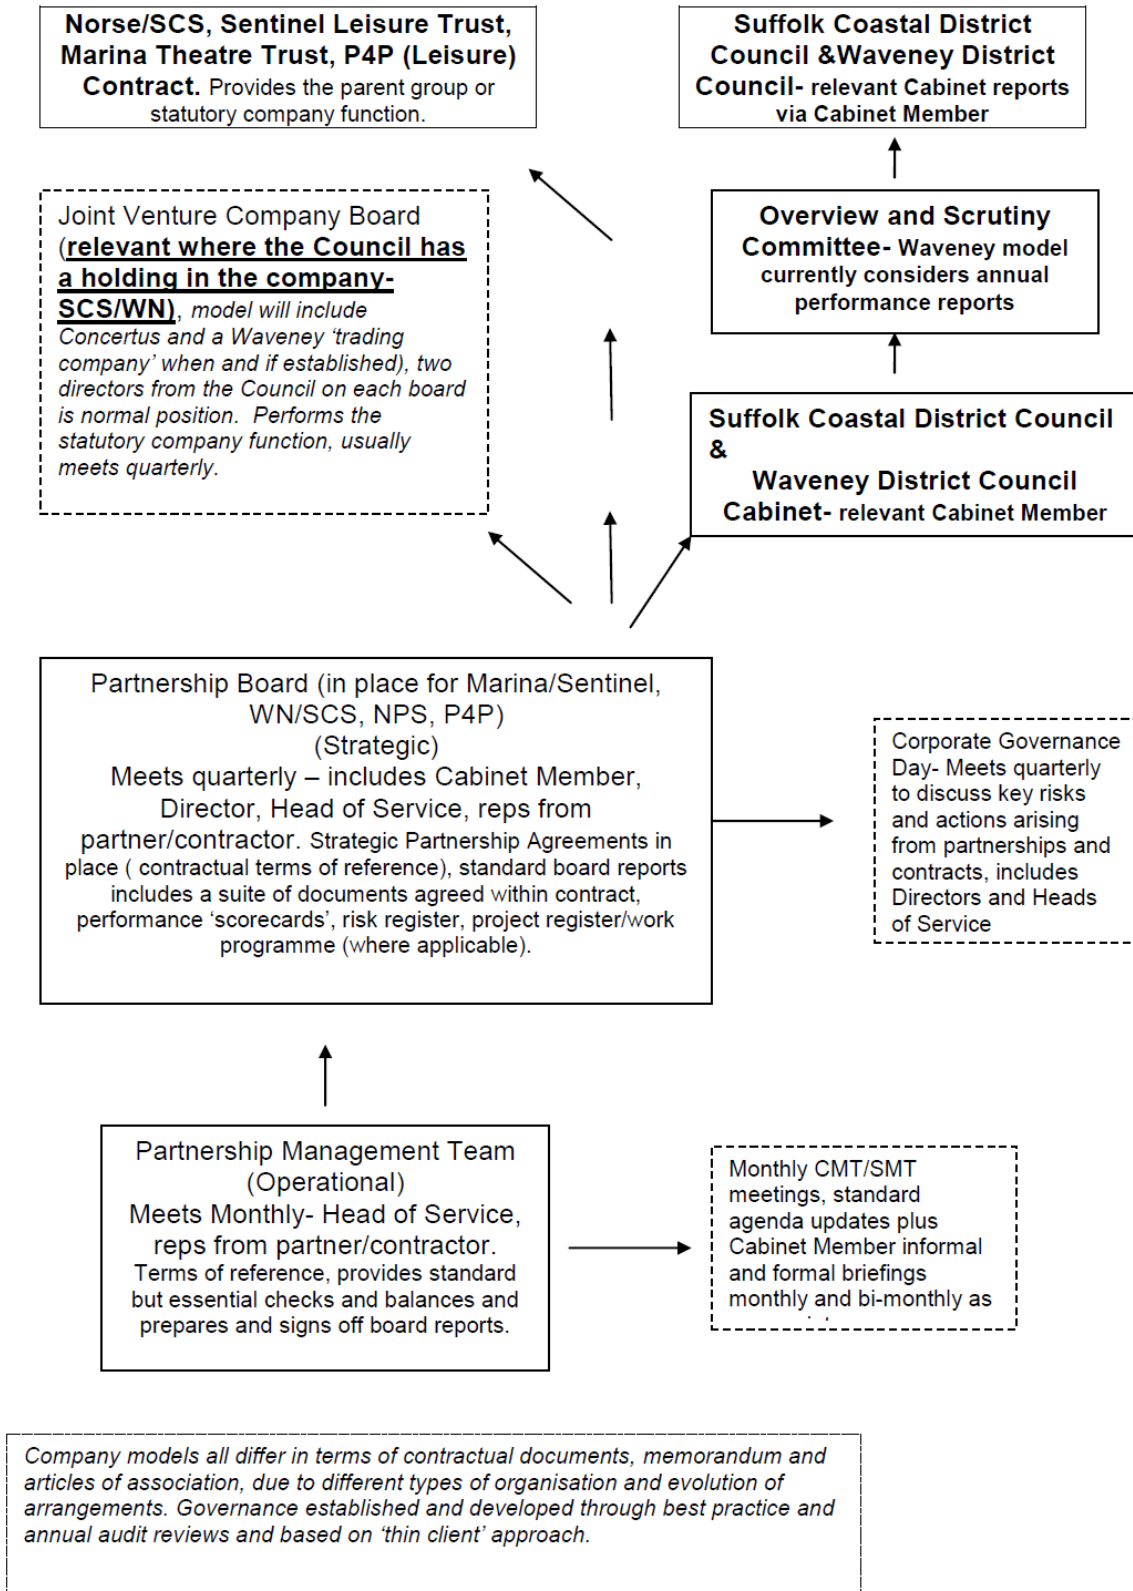 Norse/SCS, Sentinel Leisure Trust,
Marina Theatre Trust, P4P (Leisure)
Contract. Provides the parent group or
statutory company function.
Suffolk Coastal District
Council &Waveney District
Council- relevant Cabinet reports
via Cabinet Member
Joint Venture Company Board
(relevant where the Council has
a holding in the company-
SCS/WN), model will include
Concertus and a Waveney ‘trading
company’ when and if established), two
directors from the Council on each board
is normal position.  Performs the
statutory company function, usually
meets quarterly.
Overview and Scrutiny
Committee- Waveney model
currently considers annual
performance reports
Suffolk Coastal District Council
&
Waveney District Council
Cabinet- relevant Cabinet Member
Partnership Board (in place for Marina/Sentinel,
WN/SCS, NPS, P4P)
(Strategic)
Meets quarterly – includes Cabinet Member,
Director, Head of Service, reps from
partner/contractor. Strategic Partnership Agreements in
place ( contractual terms of reference), standard board reports
includes a suite of documents agreed within contract,
performance ‘scorecards’, risk register, project register/work
programme (where applicable).
Corporate Governance
Day- Meets quarterly
to discuss key risks
and actions arising
from partnerships and
contracts, includes
Directors and Heads
of Service
Partnership Management Team
(Operational)
Meets Monthly- Head of Service,
reps from partner/contractor.
Terms of reference, provides standard
but essential checks and balances and
prepares and signs off board reports.
Monthly CMT/SMT
meetings, standard
agenda updates plus
Cabinet Member informal
and formal briefings
monthly and bi-monthly as
Company models all differ in terms of contractual documents, memorandum and
articles of association, due to different types of organisation and evolution of
arrangements. Governance established and developed through best practice and
annual audit reviews and based on ‘thin client’ approach.